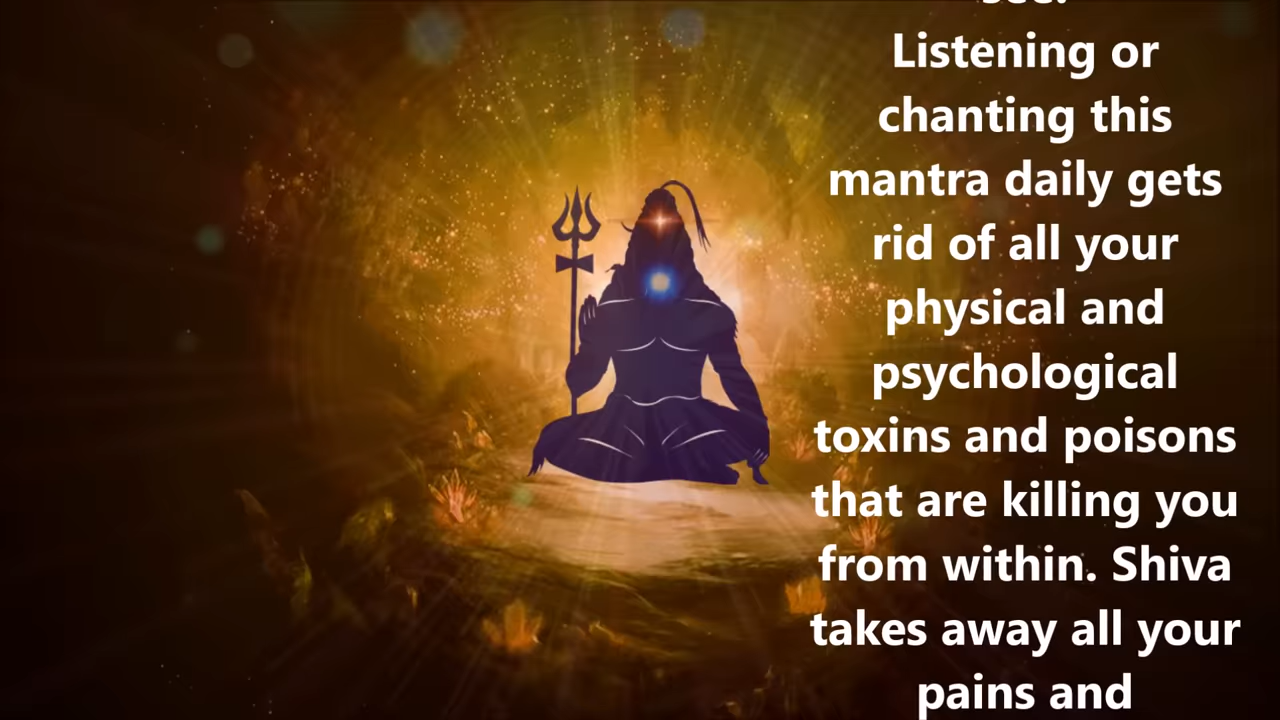 see.
Listening or
chanting this
mantra daily gets
rid of all your
physical and
psychological
toxins and poisons
that are killing you
from within. Shiva
takes away all your
pains and